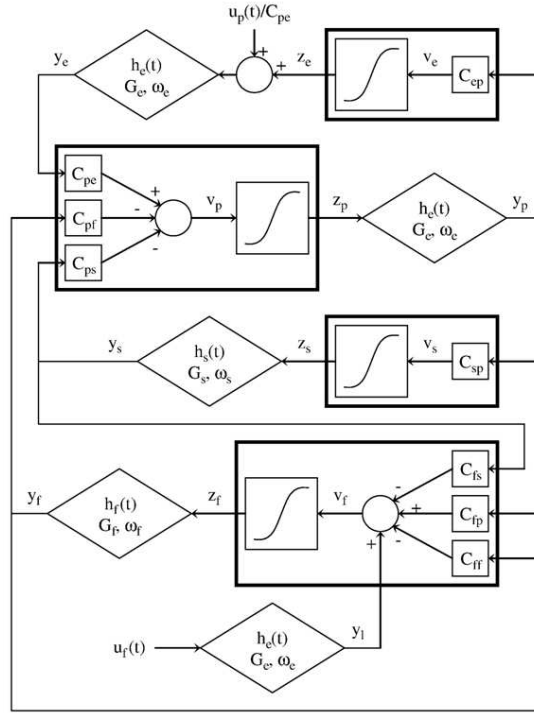 u_p(t)/C_pe
y_e
h_e(t)
G_e, ω_e
+
+
z_e
v_e
C_ep
C_pe
C_pf
C_ps
+
-
-
v_p
z_p
h_e(t)
G_e, ω_e
y_p
y_s
h_s(t)
G_s, ω_s
z_s
v_s
C_sp
y_f
h_f(t)
G_f, ω_f
z_f
v_f
-
+
-
+
C_fs
C_fp
C_ff
u_f(t)
h_e(t)
G_e, ω_e
y_l